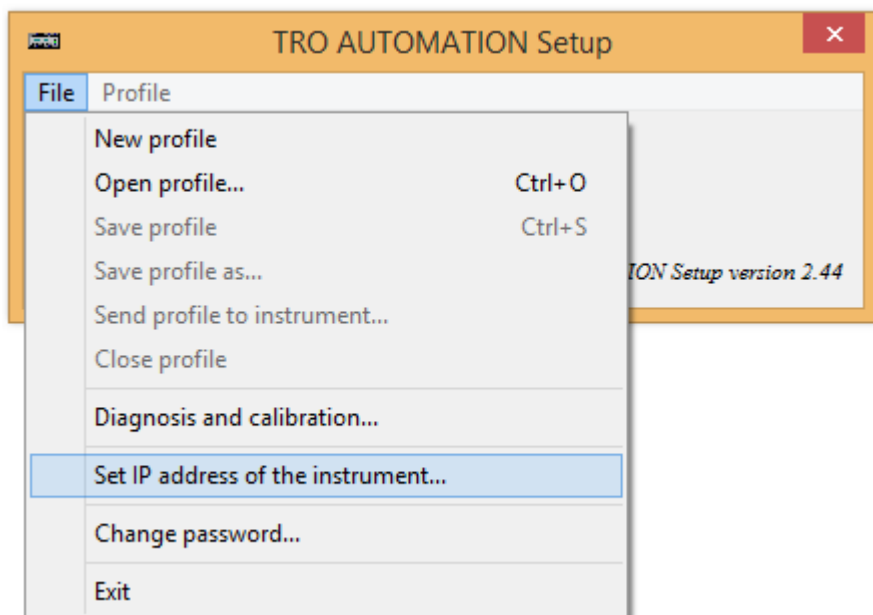 TRO AUTOMATION Setup
File Profile
New profile
Open profile... Ctrl+O
Save profile Ctrl+S
Save profile as...
ION Setup version 2.44
Send profile to instrument...
Close profile
Diagnosis and calibration...
Set IP address of the instrument...
Change password...
Exit